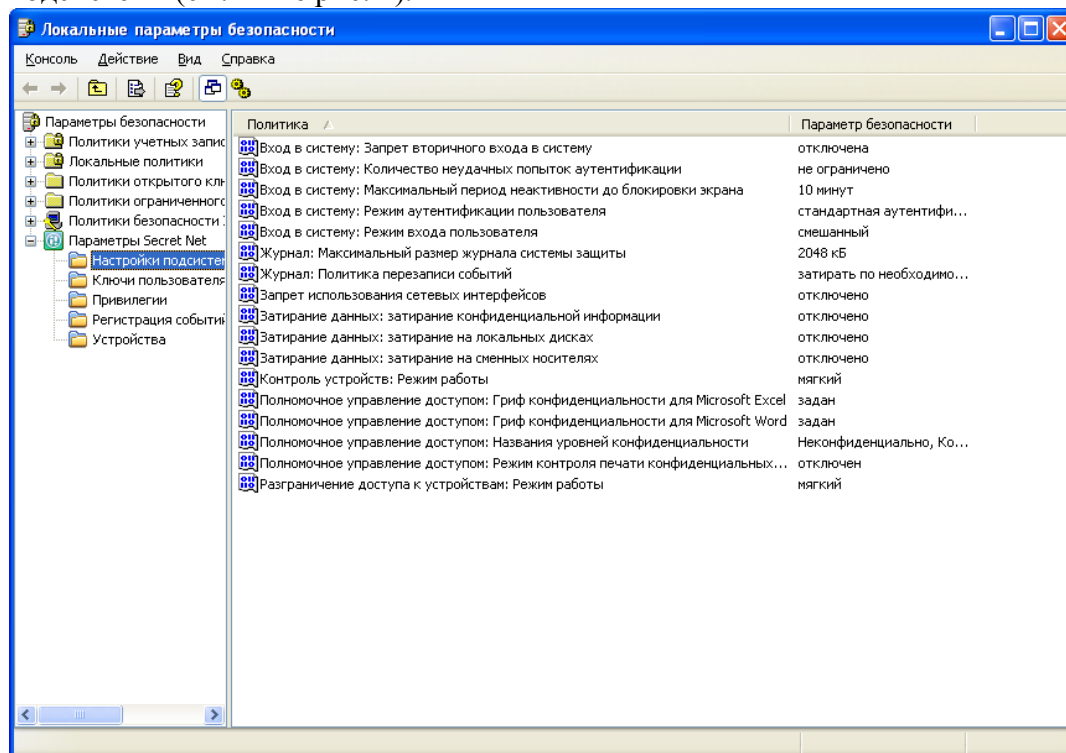 Локальные параметры безопасности
Консоль Действие Вид Справка
Параметры безопасности
Политики учетных запис
Локальные политики
Политики открытого клн
Политики ограниченного
Политики безопасности
Параметры Secret Net
Настройки подсистем
Ключи пользователя
Привилегии
Регистрация событий
Устройства
Политика Параметр безопасности
Вход в систему: Запрет вторичного входа в систему отключена
Вход в систему: Количество неудачных попыток аутентификации не ограничено
Вход в систему: Максимальный период неактивности до блокировки экрана 10 минут
Вход в систему: Режим аутентификации пользователя стандартная аутентифи...
Вход в систему: Режим входа пользователя смешанный
Журнал: Максимальный размер журнала системы защиты 2048 кБ
Журнал: Политика перезаписи событий затирать по необходимо...
Запрет использования сетевых интерфейсов отключено
Затирание данных: затирание конфиденциальной информации отключено
Затирание данных: затирание на локальных дисках отключено
Затирание данных: затирание на сменных носителях отключено
Контроль устройств: Режим работы мягкий
Полномочное управление доступом: Гриф конфиденциальности для Microsoft Excel задан
Полномочное управление доступом: Гриф конфиденциальности для Microsoft Word задан
Полномочное управление доступом: Названия уровней конфиденциальности Неконфиденциально, Ко...
Полномочное управление доступом: Режим контроля печати конфиденциальных... отключен
Разграничение доступа к устройствам: Режим работы мягкий